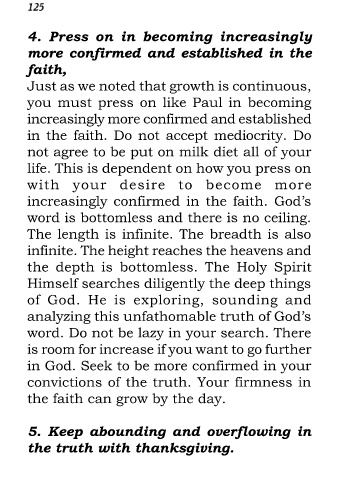 125
4. Press on in becoming increasingly
more confirmed and established in the
faith,
Just as we noted that growth is continuous,
you must press on like Paul in becoming
increasingly more confirmed and established
in the faith. Do not accept mediocrity. Do
not agree to be put on milk diet all of your
life. This is dependent on how you press on
with your desire to become more
increasingly confirmed in the faith. God's
word is bottomless and there is no ceiling.
The length is infinite. The breadth is also
infinite. The height reaches the heavens and
the depth is bottomless. The Holy Spirit
Himself searches diligently the deep things
of God. He is exploring, sounding and
analyzing this unfathomable truth of God's
word. Do not be lazy in your search. There
is room for increase if you want to go further
in God. Seek to be more confirmed in your
convictions of the truth. Your firmness in
the faith can grow by the day.
5. Keep abounding and overflowing in
the truth with thanksgiving.